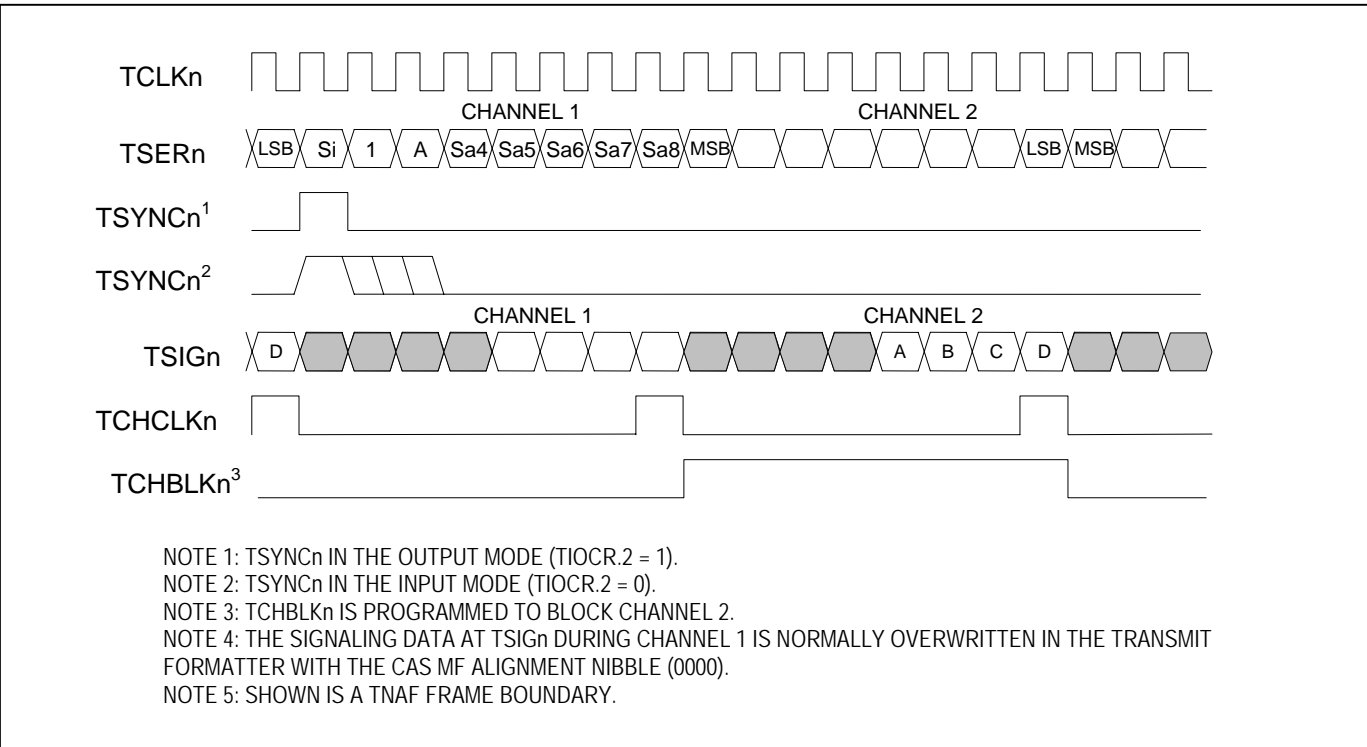 TCLKn
CHANNEL 1 CHANNEL 2
TSERn LSB Si 1 A Sa4 Sa5 Sa6 Sa7 Sa8 MSB LSB MSB
TSYNCn1
TSYNCn2
CHANNEL 1 CHANNEL 2
TSIGn D A B C D
TCHCLKn
TCHBLKn3
NOTE 1: TSYNCn IN THE OUTPUT MODE (TIOCR.2 = 1).
NOTE 2: TSYNCn IN THE INPUT MODE (TIOCR.2 = 0).
NOTE 3: TCHBLKn IS PROGRAMMED TO BLOCK CHANNEL 2.
NOTE 4: THE SIGNALING DATA AT TSIGn DURING CHANNEL 1 IS NORMALLY OVERWRITTEN IN THE TRANSMIT
FORMATTER WITH THE CAS MF ALIGNMENT NIBBLE (0000).
NOTE 5: SHOWN IS A TNAF FRAME BOUNDARY.